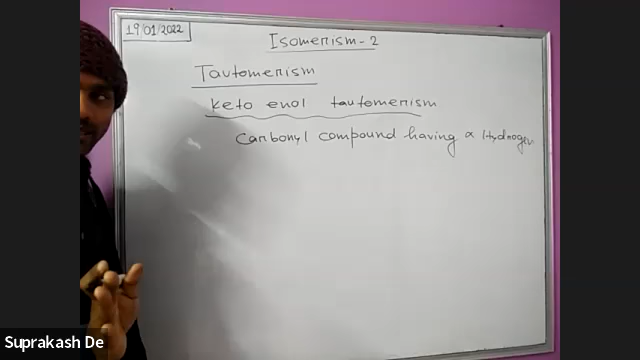 19/01/2022
Isomerism-2
Tautomerism
Keto enol tautomerism
Carbonyl compound having α Hydrogen
Suprakash De